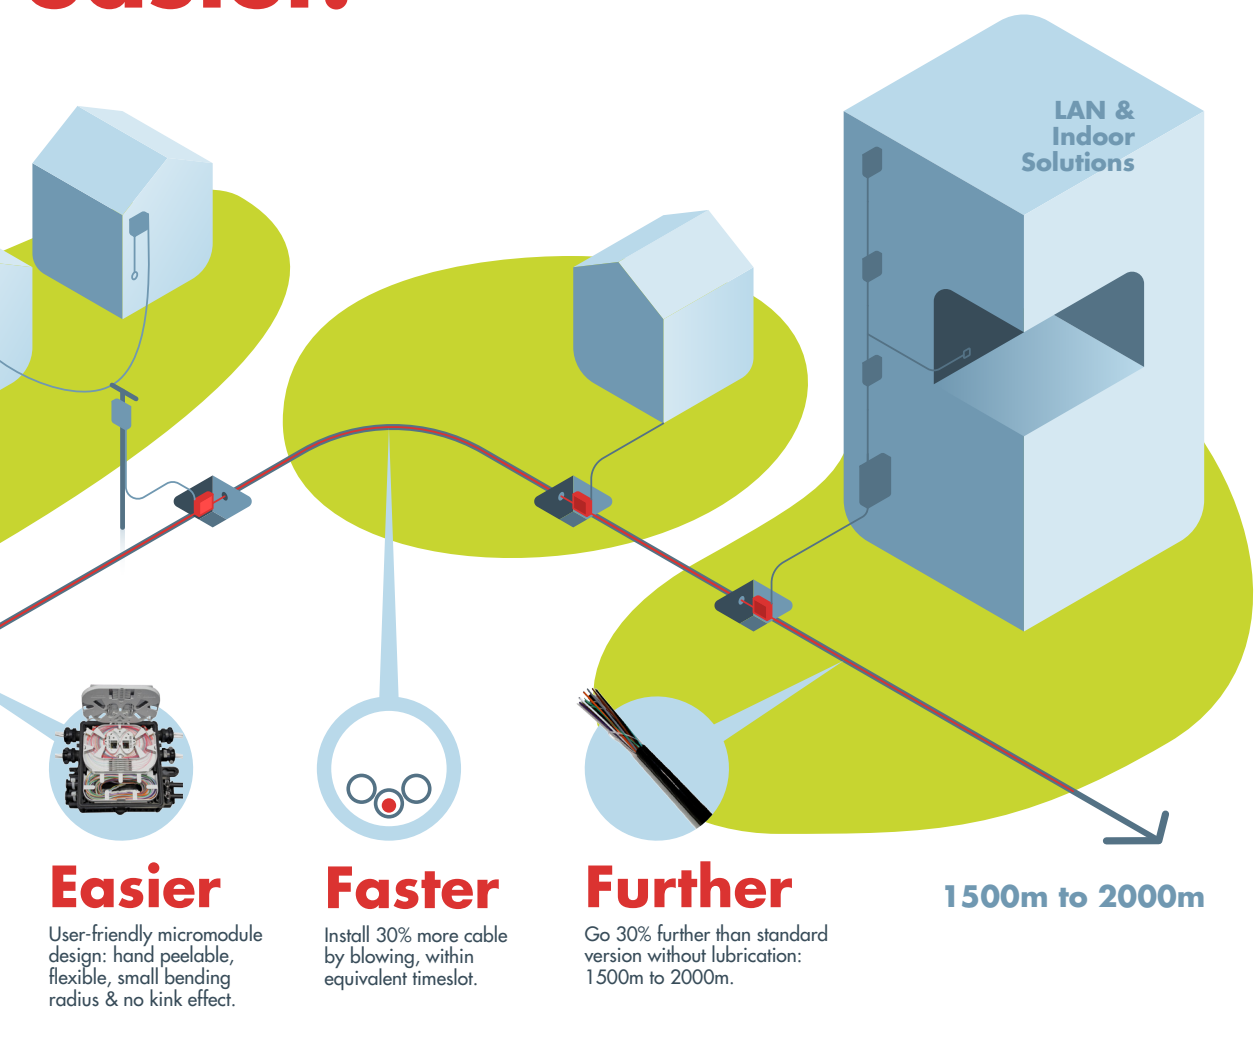 easier.
LAN &
Indoor
Solutions
Easier
User-friendly micromodule
design: hand peelable,
flexible, small bending
radius & no kink effect.
Faster
Install 30% more cable
by blowing, within
equivalent timeslot.
Further
Go 30% further than standard
version without lubrication:
1500m to 2000m.
1500m to 2000m